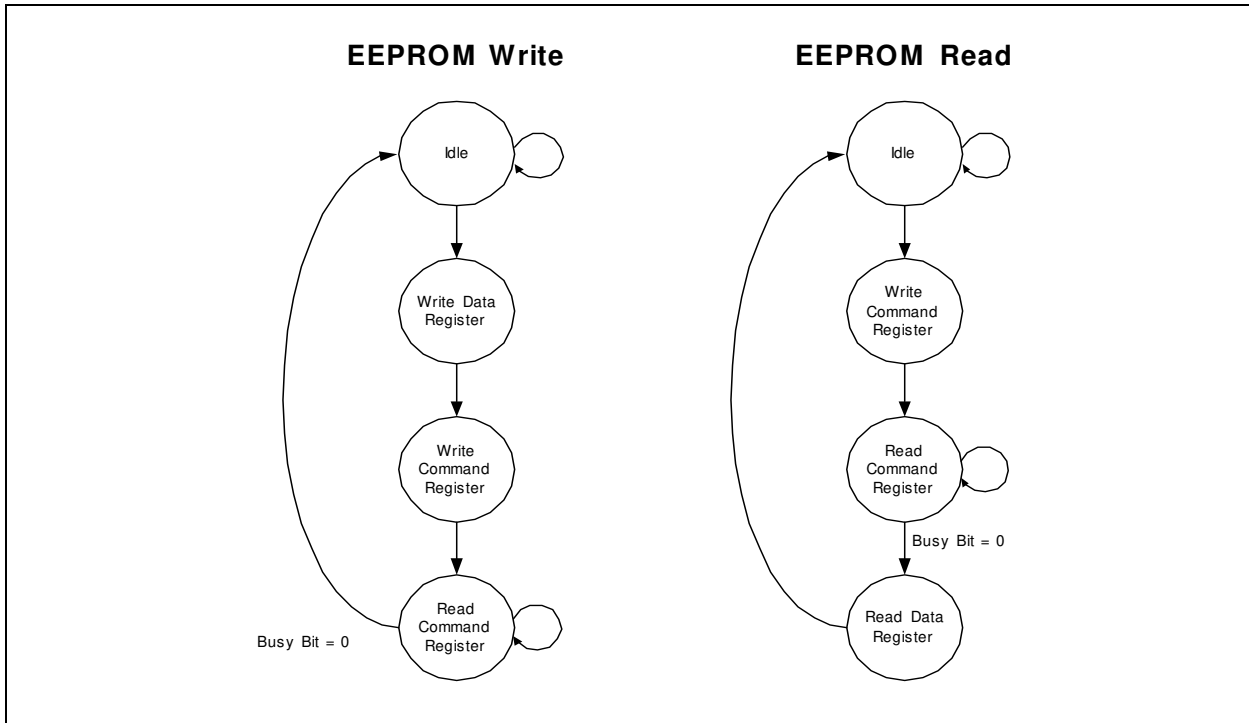 EEPROM Write
Idle
Write Data
Register
Write
Command
Register
Read
Command
Register
Busy Bit = 0
EEPROM Read
Idle
Write
Command
Register
Read
Command
Register
Busy Bit = 0
Read Data
Register